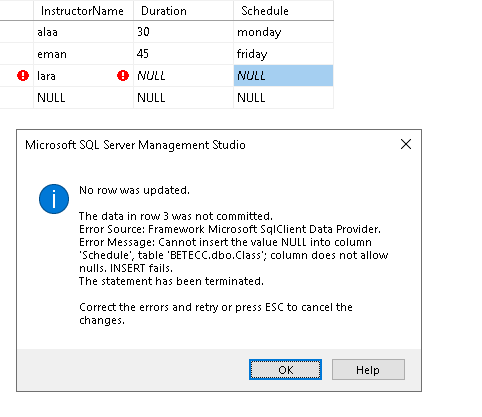 InstructorName Duration Schedule
alaa 30 monday
eman 45 friday
lara NULL NULL
NULL NULL NULL
Microsoft SQL Server Management Studio
No row was updated.
The data in row 3 was not committed.
Error Source: Framework Microsoft SqlClient Data Provider.
Error Message: Cannot insert the value NULL into column
'Schedule', table 'BETECC.dbo.Class'; column does not allow
nulls. INSERT fails.
The statement has been terminated.
Correct the errors and retry or press ESC to cancel the
changes.
OK Help